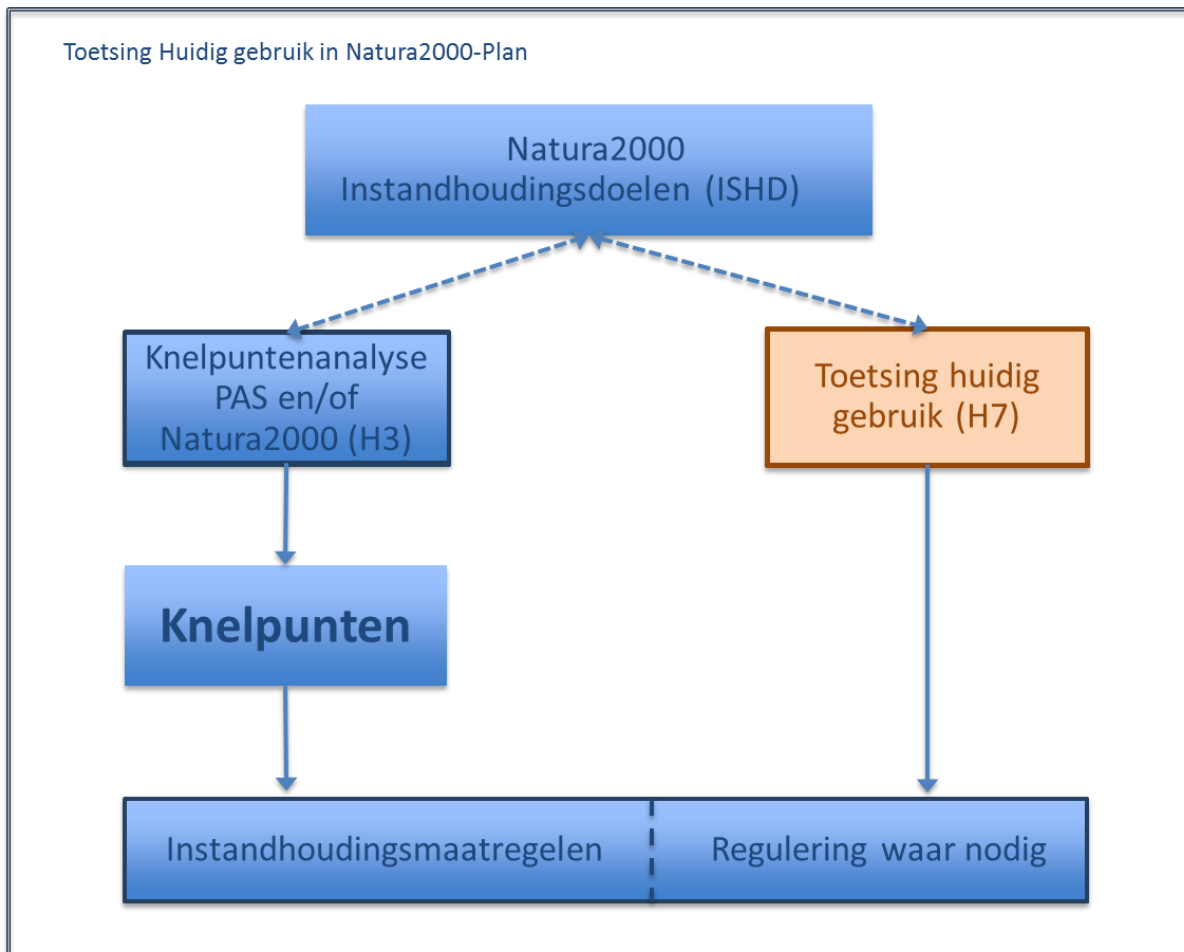 Toetsing Huidig gebruik in Natura2000-Plan
Natura2000
Instandhoudingsdoelen (ISHD)
Knelpuntenanalyse
PAS en/of
Natura2000 (H3)
Toetsing huidig
gebruik (H7)
Knelpunten
Instandhoudingsmaatregelen
Regulering waar nodig